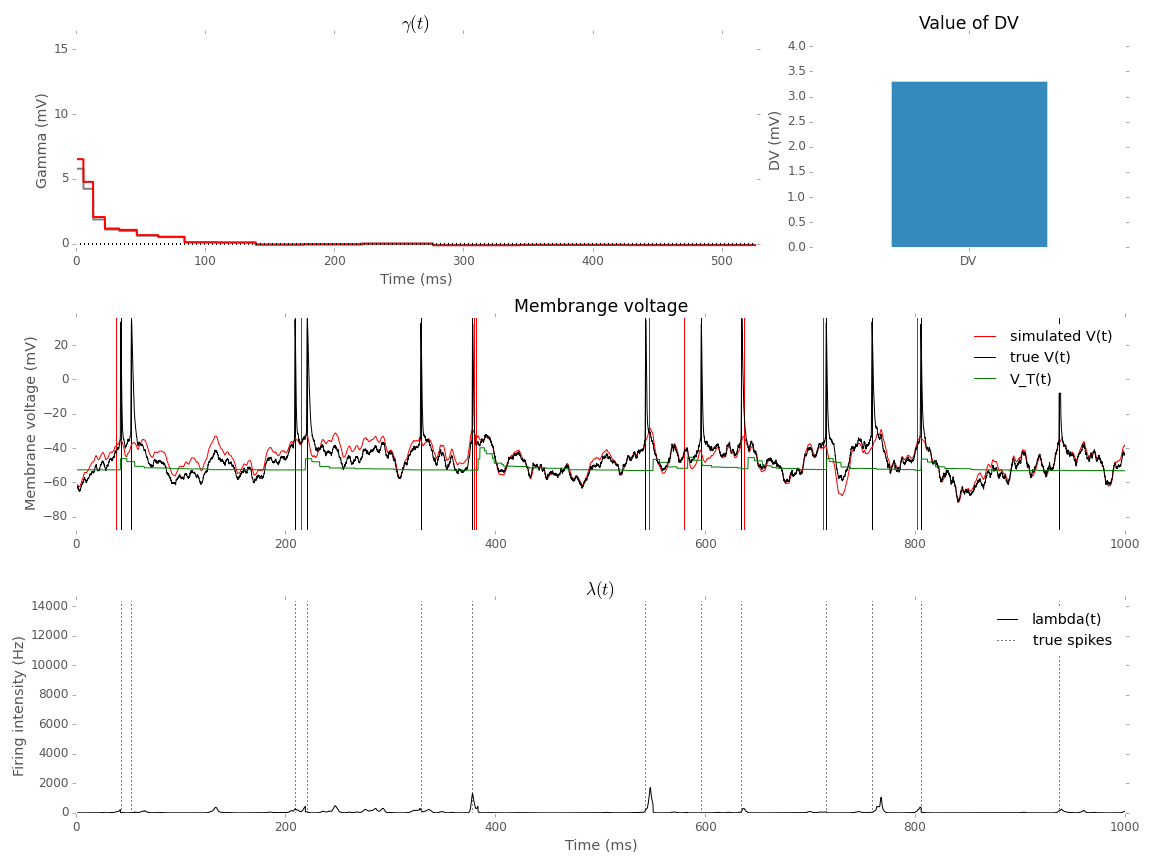 γ(t)
Value of DV
15
10
5
0
Gamma (mV)
0 100 200 300 400 500
Time (ms)
4.0
3.5
3.0
2.5
2.0
1.5
1.0
0.5
0.0
DV (mV)
DV
Membrange voltage
20
0
−20
−40
−60
−80
Membrane voltage (mV)
simulated V(t)
true V(t)
V_T(t)
0 200 400 600 800 1000
λ(t)
14000
12000
10000
8000
6000
4000
2000
0
Firing intensity (Hz)
lambda(t)
true spikes
0 200 400 600 800 1000
Time (ms)